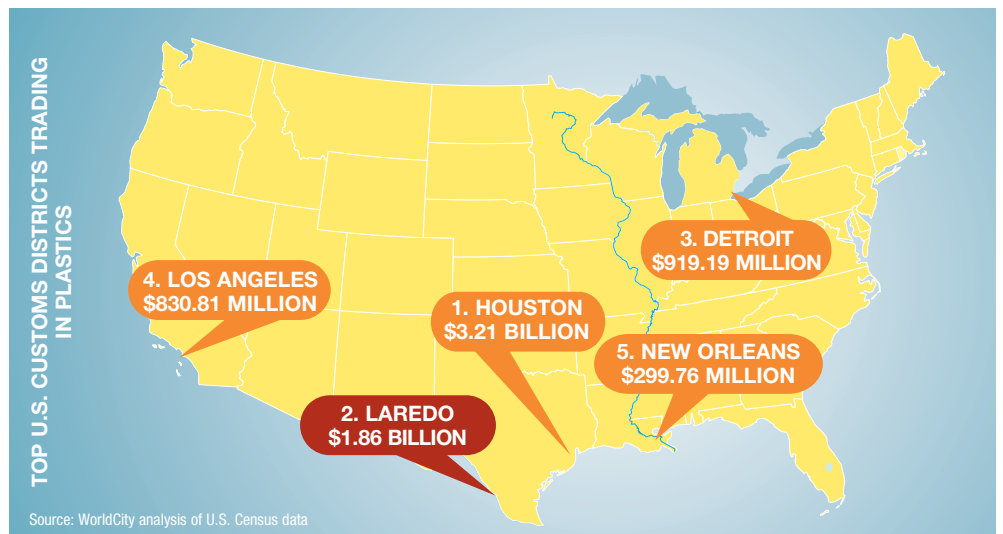 TOP U.S. CUSTOMS DISTRICTS TRADING
IN PLASTICS
3. DETROIT
$919.19 MILLION
4. LOS ANGELES
$830.81 MILLION
1. HOUSTON
$3.21 BILLION
5. NEW ORLEANS
$299.76 MILLION
2. LAREDO
$1.86 BILLION
Source: WorldCity analysis of U.S. Census data